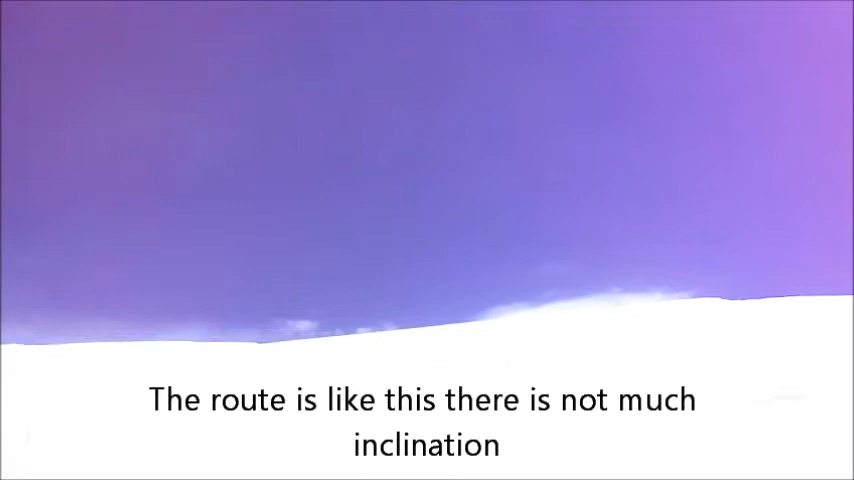 The route is like this there is not much
inclination